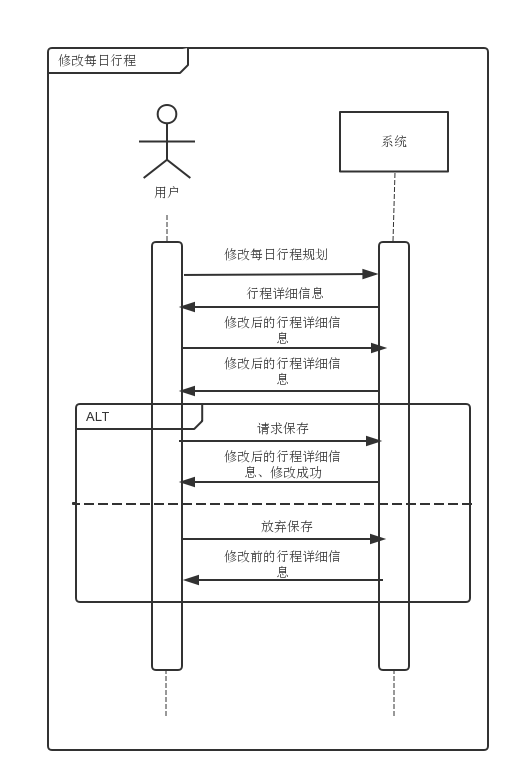 修改每日行程
系统
用户
修改每日行程规划
行程详细信息
修改后的行程详细信
息
修改后的行程详细信
息
ALT
请求保存
修改后的行程详细信
息、修改成功
放弃保存
修改前的行程详细信
息